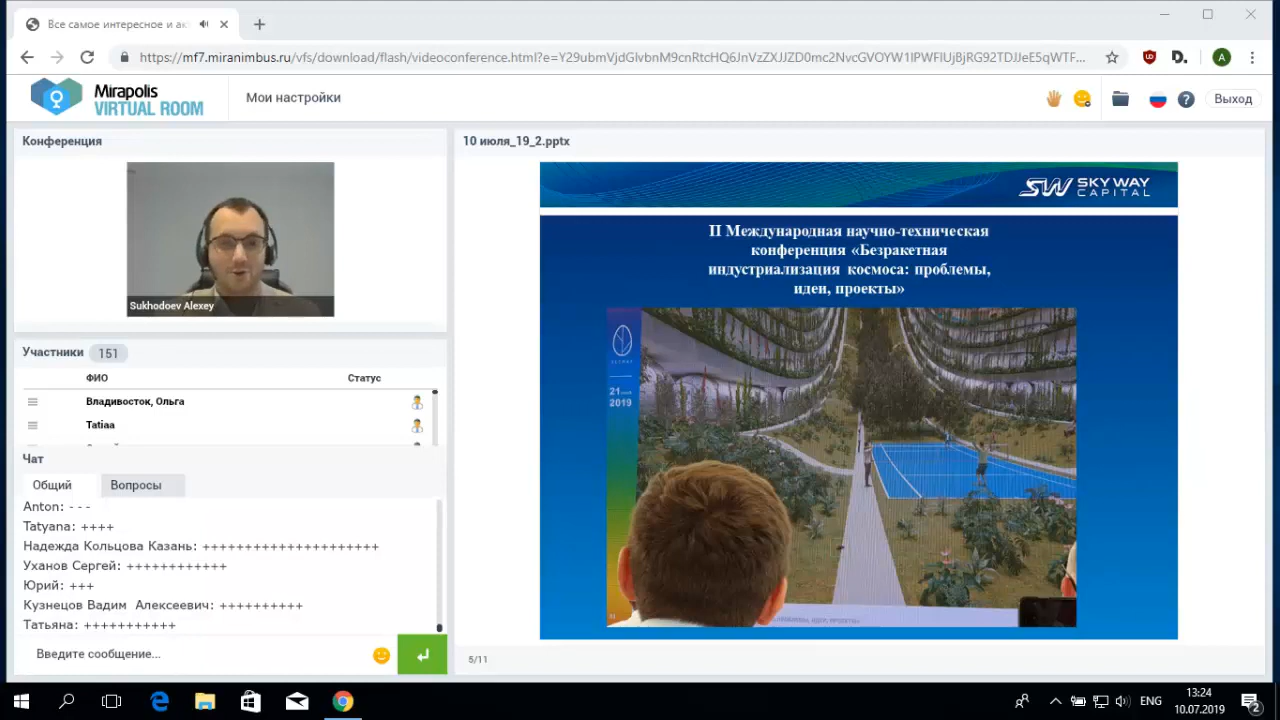 Все самое интересное и ак
https://mf7.miranimbus.ru/vfs/download/flash/videoconference.html?e=
Mirapolis
VIRTUAL ROOM
Мои настройки
Выход
Конференция
Sukhodoev Alexey
Участники 151
ФИО Статус
Владивосток, Ольга
Tatiaa
Чат
Общий Вопросы
Anton: - - -
Tatyana: ++++
Надежда Кольцова Казань: +++++++++++++++++++++
Уханов Сергей: ++++++++++++
Юрий: +++
Кузнецов Вадим Алексеевич: ++++++++++
Татьяна: +++++++++++
Введите сообщение...
10 июля_19_2.pptx
SW SKY WAY
CAPITAL
II Международная научно-техническая
конференция «Безракетная
индустриализация космоса: проблемы,
идеи, проекты»
21
2019
5/11
ENG
13:24
10.07.2019
2